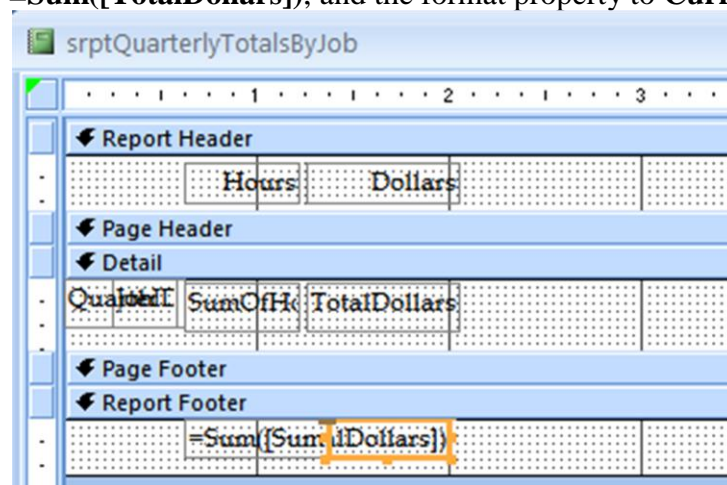 =Sum([TotalDollars]), and the format property to Curr
srptQuarterlyTotalsByJob
1 2 3
Report Header
Hours Dollars
Page Header
Detail
SumOfHo TotalDollars
Page Footer
Report Footer
=Sum([Sum lDollars])